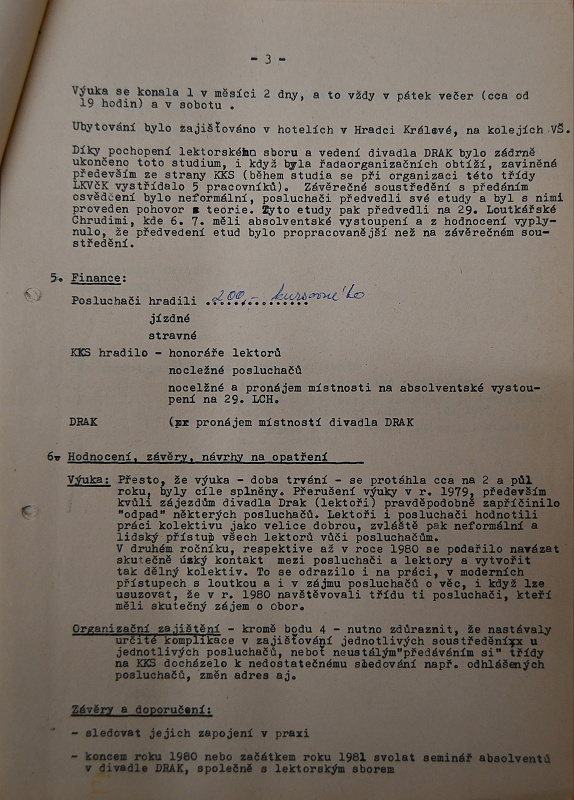 - 3 -
Výuka se konala 1 v měsíci 2 dny, a to vždy v pátek večer (cca od
19 hodin) a v sobotu .
Ubytování bylo zajišťováno v hotelích v Hradci Králevé, na kolejích VŠ.
Díky pochopení lektorského sboru a vedení divadla DRAK bylo zdárně
ukončeno toto studium, i když byla řadaorganizačních obtíží, zaviněná
především ze strany KKS (během studia se při organizaci této třídy
LKVČK vystřídalo 5 pracovníků). Závěrečné soustředění s předáním
osvědčení bylo neformální, posluchači předvedli své etudy a byl s nimi
proveden pohovor z teorie. Tyto etudy pak předvedli na 29. Loutkářské
Chrudimi, kde 6. 7. měli absolventské vystoupení a z hodnocení vyply-
nulo, že předvedení etud bylo propracovanější než na závěrečném sou-
středění.
5. Finance:
Posluchači hradili 200,- kursovného
jízdné
stravné
KKS hradilo - honoráře lektorů
nocležné posluchačů
nocelžné a pronájem místnosti na absolventské vystou-
pení na 29. LCH.
DRAK (px pronájem místností divadla DRAK
6. Hodnocení, závěry, návrhy na opatření
Výuka: Přesto, že výuka - doba trvání - se protáhla cca na 2 a půl
roku, byly cíle splněny. Přerušení výuky v r. 1979, především
kvůli zájezdům divadla Drak (lektoři) pravděpodobně zapříčinilo
"odpad" některých posluchačů. Lektoři i posluchači hodnotili
práci kolektivu jako velice dobrou, zvláště pak neformální a
lidský přístup všech lektorů vůči posluchačům.
V druhém ročníku, respektive až v roce 1980 se podařilo navázat
skutečně úzký kontakt mezi posluchači a lektory a vytvořit
tak dělný kolektiv. To se odrazilo i na práci, v moderních
přístupech s loutkou a i v zájmu posluchačů o věc, i když lze
usuzovat, že v r. 1980 navštěvovali třídu ti posluchači, kteří
měli skutečný zájem o obor.
Organizační zajištění - kromě bodu 4 - nutno zdůraznit, že nastávaly
určité komplikace v zajišťování jednotlivých soustředěníxx u
jednotlivých posluchačů, neboť neustálým"předáváním si" třídy
na KKS docházelo k nedostatečnému sledování např. odhlášených
posluchačů, změn adres aj.
Závěry a doporučení:
- sledovat jejich zapojení v praxi
- koncem roku 1980 nebo začátkem roku 1981 svolat seminář absolventů
v divadle DRAK, společně s lektorským sborem